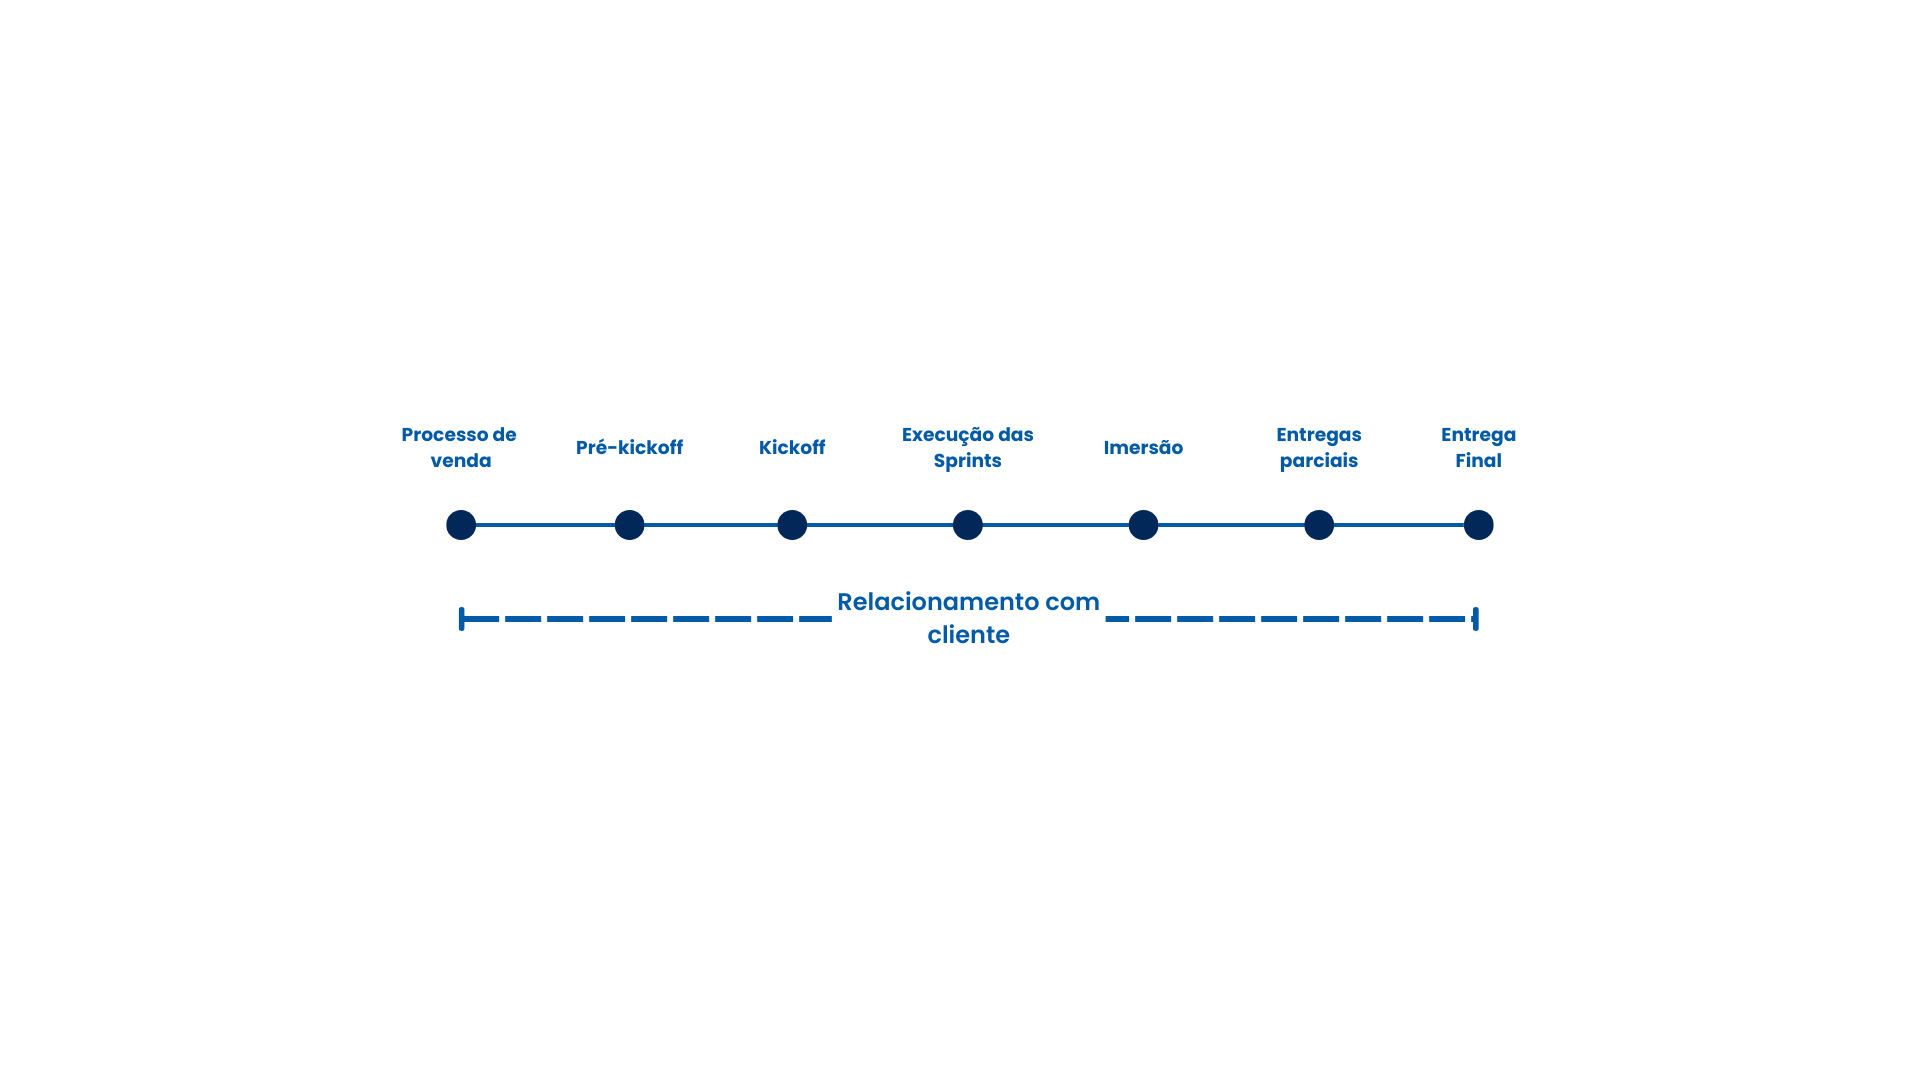 Processo de
venda
Pré-kickoff
Kickoff
Execução das
Sprints
Imersão
Entregas
parciais
Entrega
Final
Relacionamento com
cliente